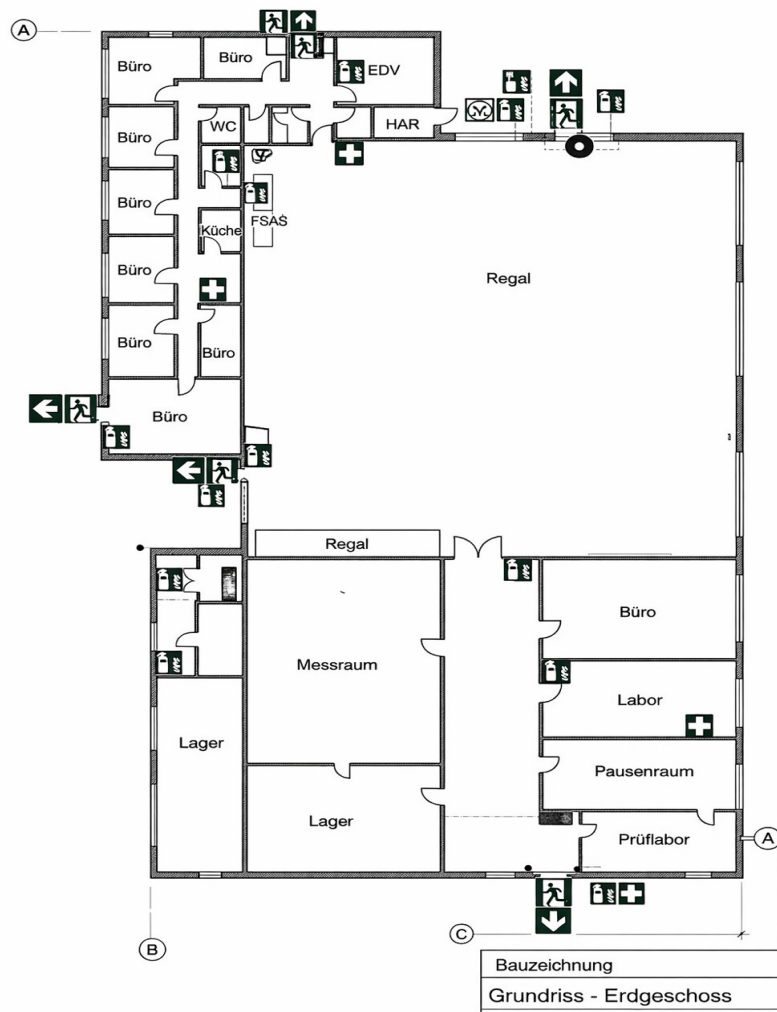 A
Büro
Büro
EDV
WC
HAR
Büro
Büro
FSAS
Küche
Büro
Regal
Büro
Büro
Büro
Regal
Büro
Messraum
Labor
Lager
Pausenraum
Lager
Prüflabor
A
B
C
Bauzeichnung
Grundriss - Erdgeschoss